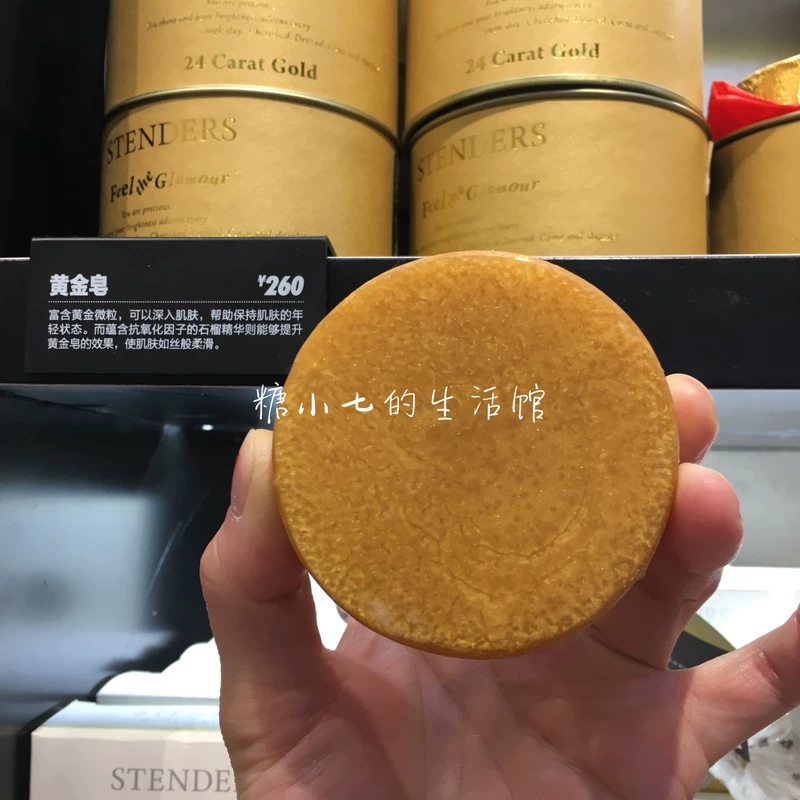 24 Carat Gold
24 Carat Gold
STENDERS
Feel the Glamour
You are precious
STENDERS
Feel the Glamour
黄金皂
¥260
富含黄金微粒，可以深入肌肤，帮助保持肌肤的年
轻状态。而蕴含抗氧化因子的石榴精华则能够提升
黄金皂的效果，使肌肤如丝般柔滑。
糖小七的生活馆
STENDE